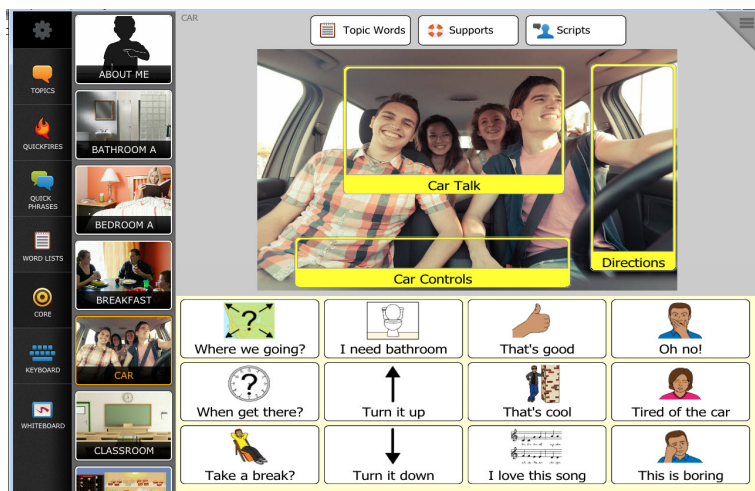 CAR
Topic Words
Supports
Scripts
TOPICS
QUICKFIRES
QUICK
PHRASES
WORD LISTS
CORE
KEYBOARD
WHITEBOARD
ABOUT ME
BATHROOM A
BEDROOM A
BREAKFAST
CAR
CLASSROOM
Car Talk
Directions
Car Controls
Where we going?
I need bathroom
That's good
Oh no!
When get there?
Turn it up
That's cool
Tired of the car
Take a break?
Turn it down
I love this song
This is boring